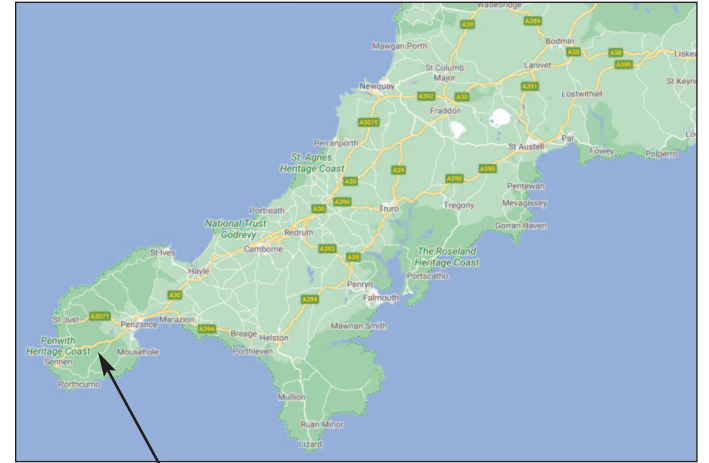 Wadebridge
A39
A389
Mawgan Porth
Bodmin
A30
A38
Liskea
St Columb
Major
Lanivet
A390
Newquay
A392
A30
A391
St Keyn
Lostwithiel
Fraddon
A3075
Perranporth
St Austell
Par
Lo
Fowey
Polperro
St Agnes
Heritage Coast
A39
A30
A390
A390
Pentewan
Portreath
A30
A390
Truro
Tregony
Mevagissey
National Trust
Godrevy
Redruth
Gorran Haven
Camborne
A393
A39
St Ives
The Roseland
Heritage Coast
Hayle
Portscatho
Penryn
A30
A394
Falmouth
St Just
A3071
Penzance
Marazion
A394
Breage
Helston
Mawnan Smith
Penwith
Heritage Coast
Mousehole
Porthleven
Sennen
Porthcurno
Mullion
Ruan Minor
Lizard